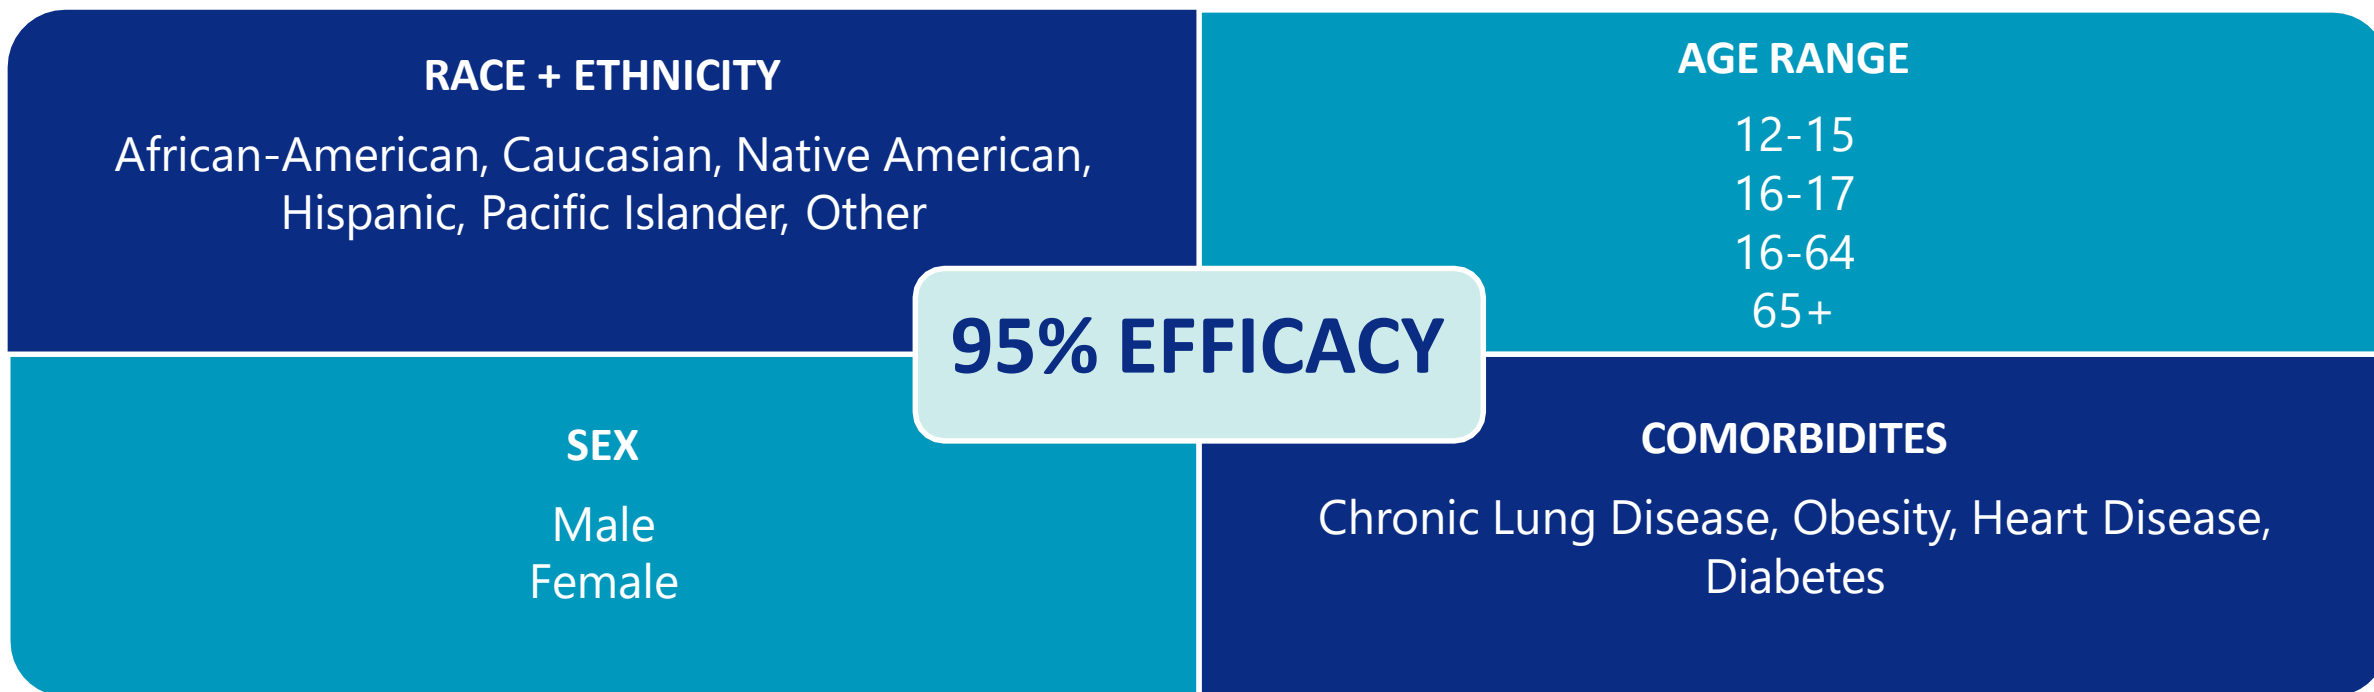 RACE + ETHNICITY
African-American, Caucasian, Native American,
Hispanic, Pacific Islander, Other
AGE RANGE
12-15
16-17
16-64
65+
95% EFFICACY
SEX
Male
Female
COMORBIDITES
Chronic Lung Disease, Obesity, Heart Disease,
Diabetes